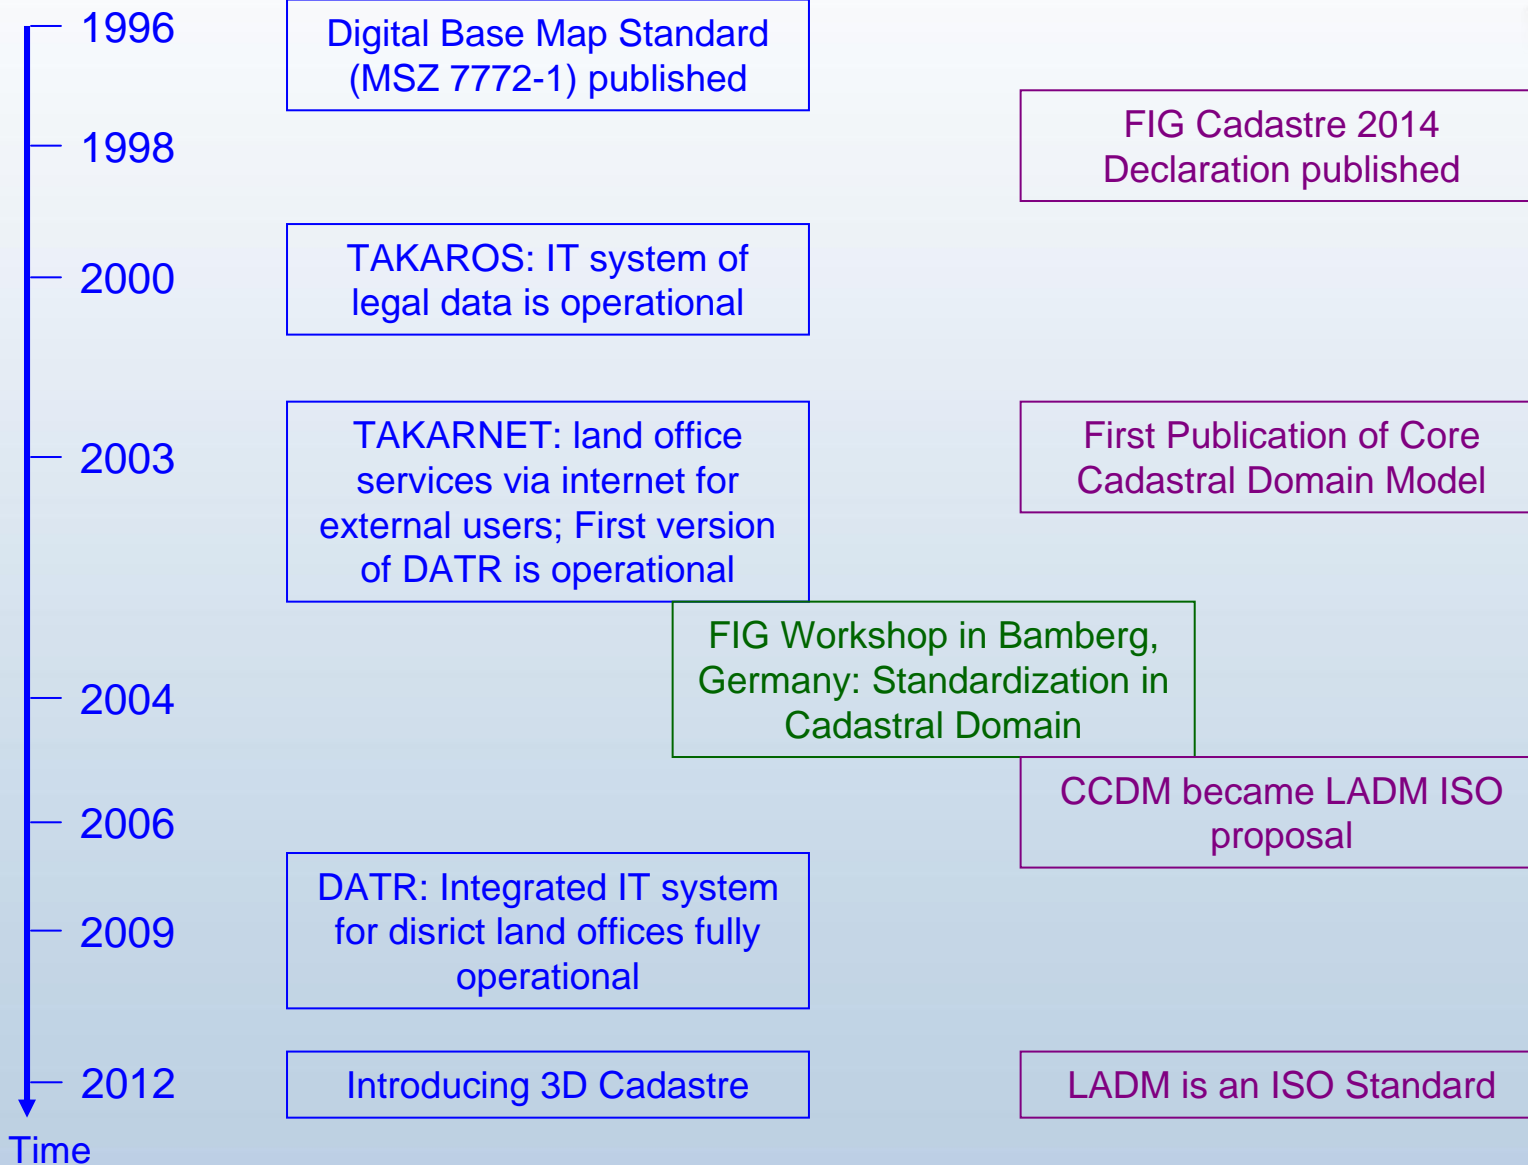 1996
Digital Base Map Standard
(MSZ 7772-1) published
1998
FIG Cadastre 2014
Declaration published
2000
TAKAROS: IT system of
legal data is operational
2003
TAKARNET: land office
services via internet for
external users; First version
of DATR is operational
First Publication of Core
Cadastral Domain Model
2004
FIG Workshop in Bamberg,
Germany: Standardization in
Cadastral Domain
2006
CCDM became LADM ISO
proposal
2009
DATR: Integrated IT system
for disrict land offices fully
operational
2012
Introducing 3D Cadastre
LADM is an ISO Standard
Time